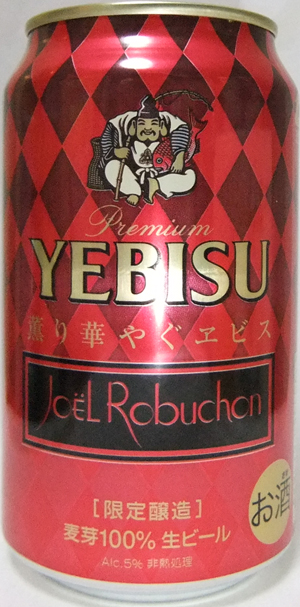 Premium
YEBISU
薫り華やぐヱビス
Joël Robuchon
[限定醸造]
お酒
麦芽100% 生ビール
Alc.5% 非熱処理